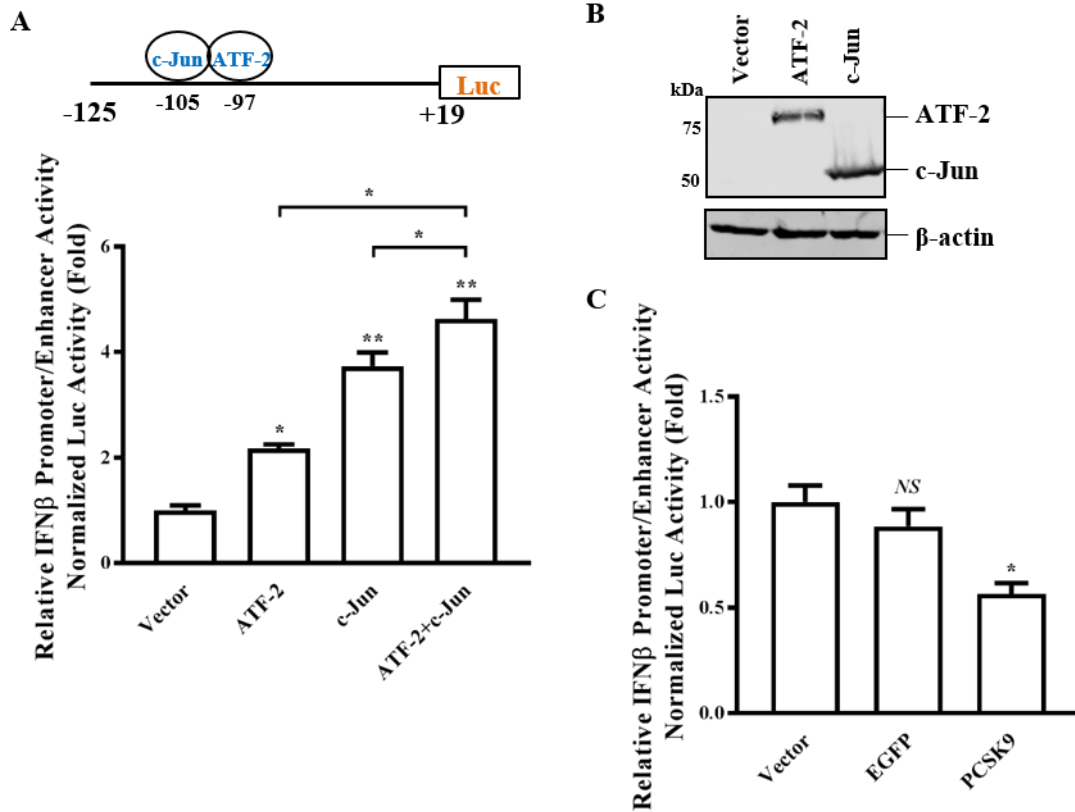 A
c-Jun ATF-2
-105 -97
Luc
-125
+19
Relative IFNβ Promoter/Enhancer Activity
Normalized Luc Activity (Fold)
6
4
2
0
*
*
*
**
**
Vector
ATF-2
c-Jun
ATF-2+c-Jun
B
Vector
ATF-2
c-Jun
kDa
75
50
ATF-2
c-Jun
β-actin
C
Relative IFNβ Promoter/Enhancer Activity
Normalized Luc Activity (Fold)
1.5
1.0
0.5
0.0
NS
*
Vector
EGFP
PCSK9